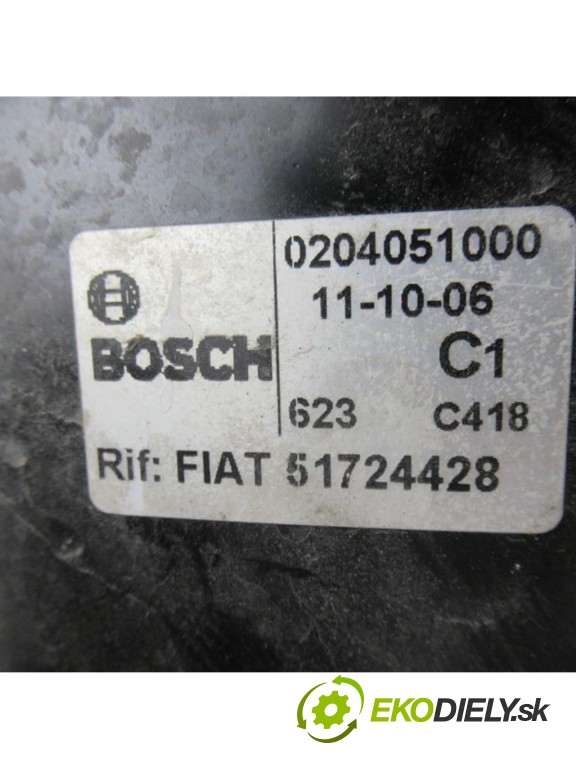 0204051000
11-10-06
BOSCH C1
623 C418
Rif: FIAT 51724428
EKODIELY.sk